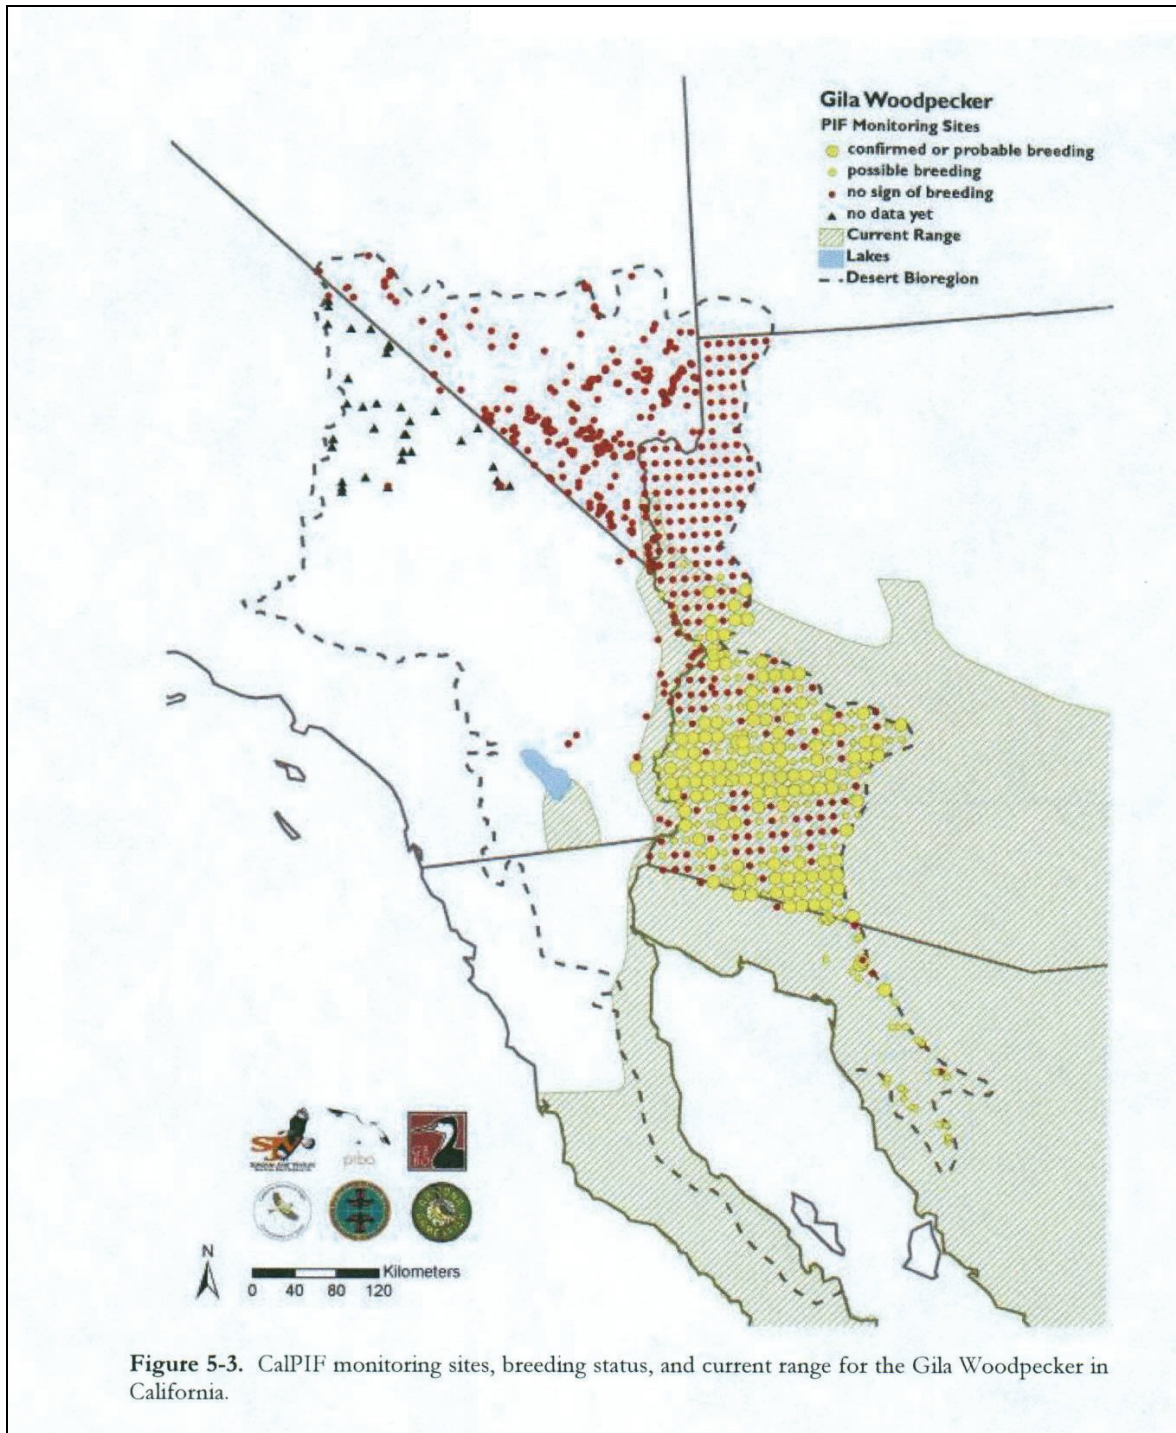 Gila Woodpecker
PIF Monitoring Sites
confirmed or probable breeding
possible breeding
no sign of breeding
no data yet
Current Range
Lakes
Desert Bioregion
prbo
N
Kilometers
0 40 80 120
Figure 5-3. CalPIF monitoring sites, breeding status, and current range for the Gila Woodpecker in
California.